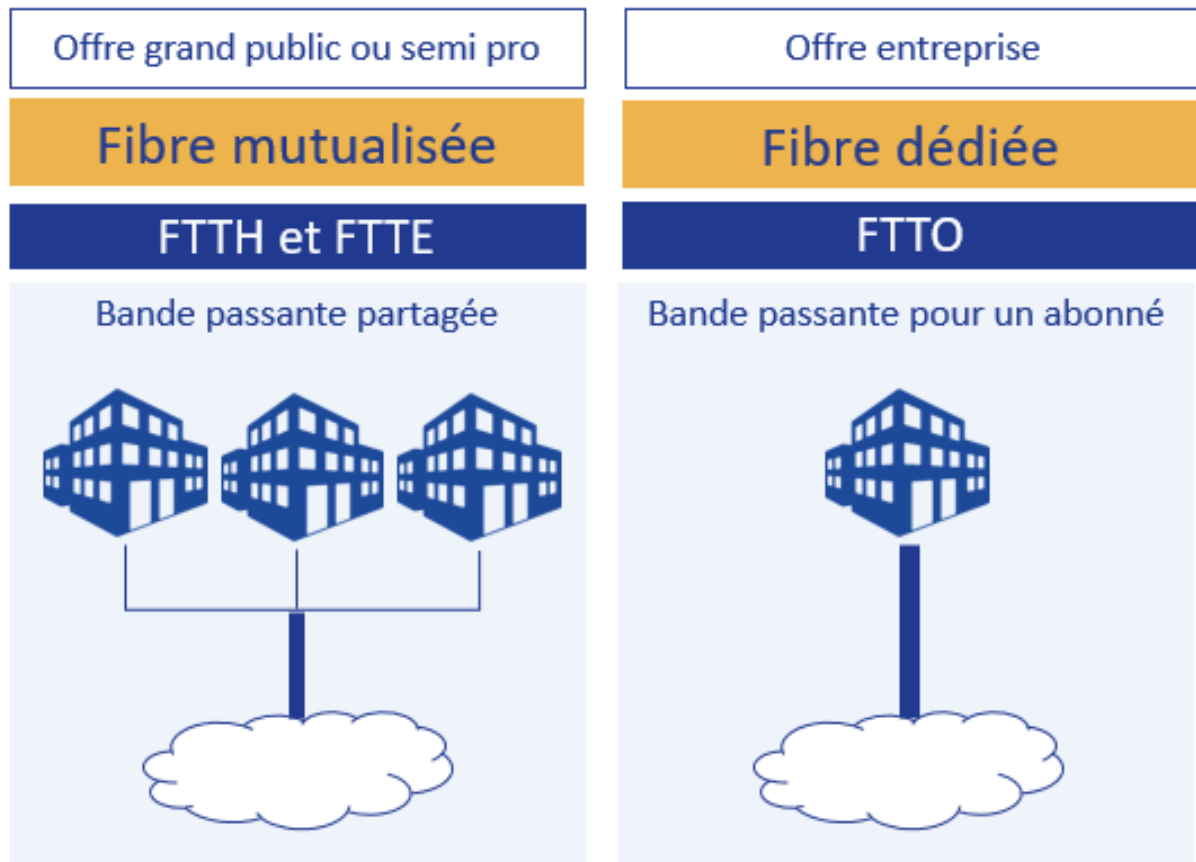 Offre grand public ou semi pro
Fibre mutualisée
FTTH et FTTE
Bande passante partagée
Offre entreprise
Fibre dédiée
FTTO
Bande passante pour un abonné